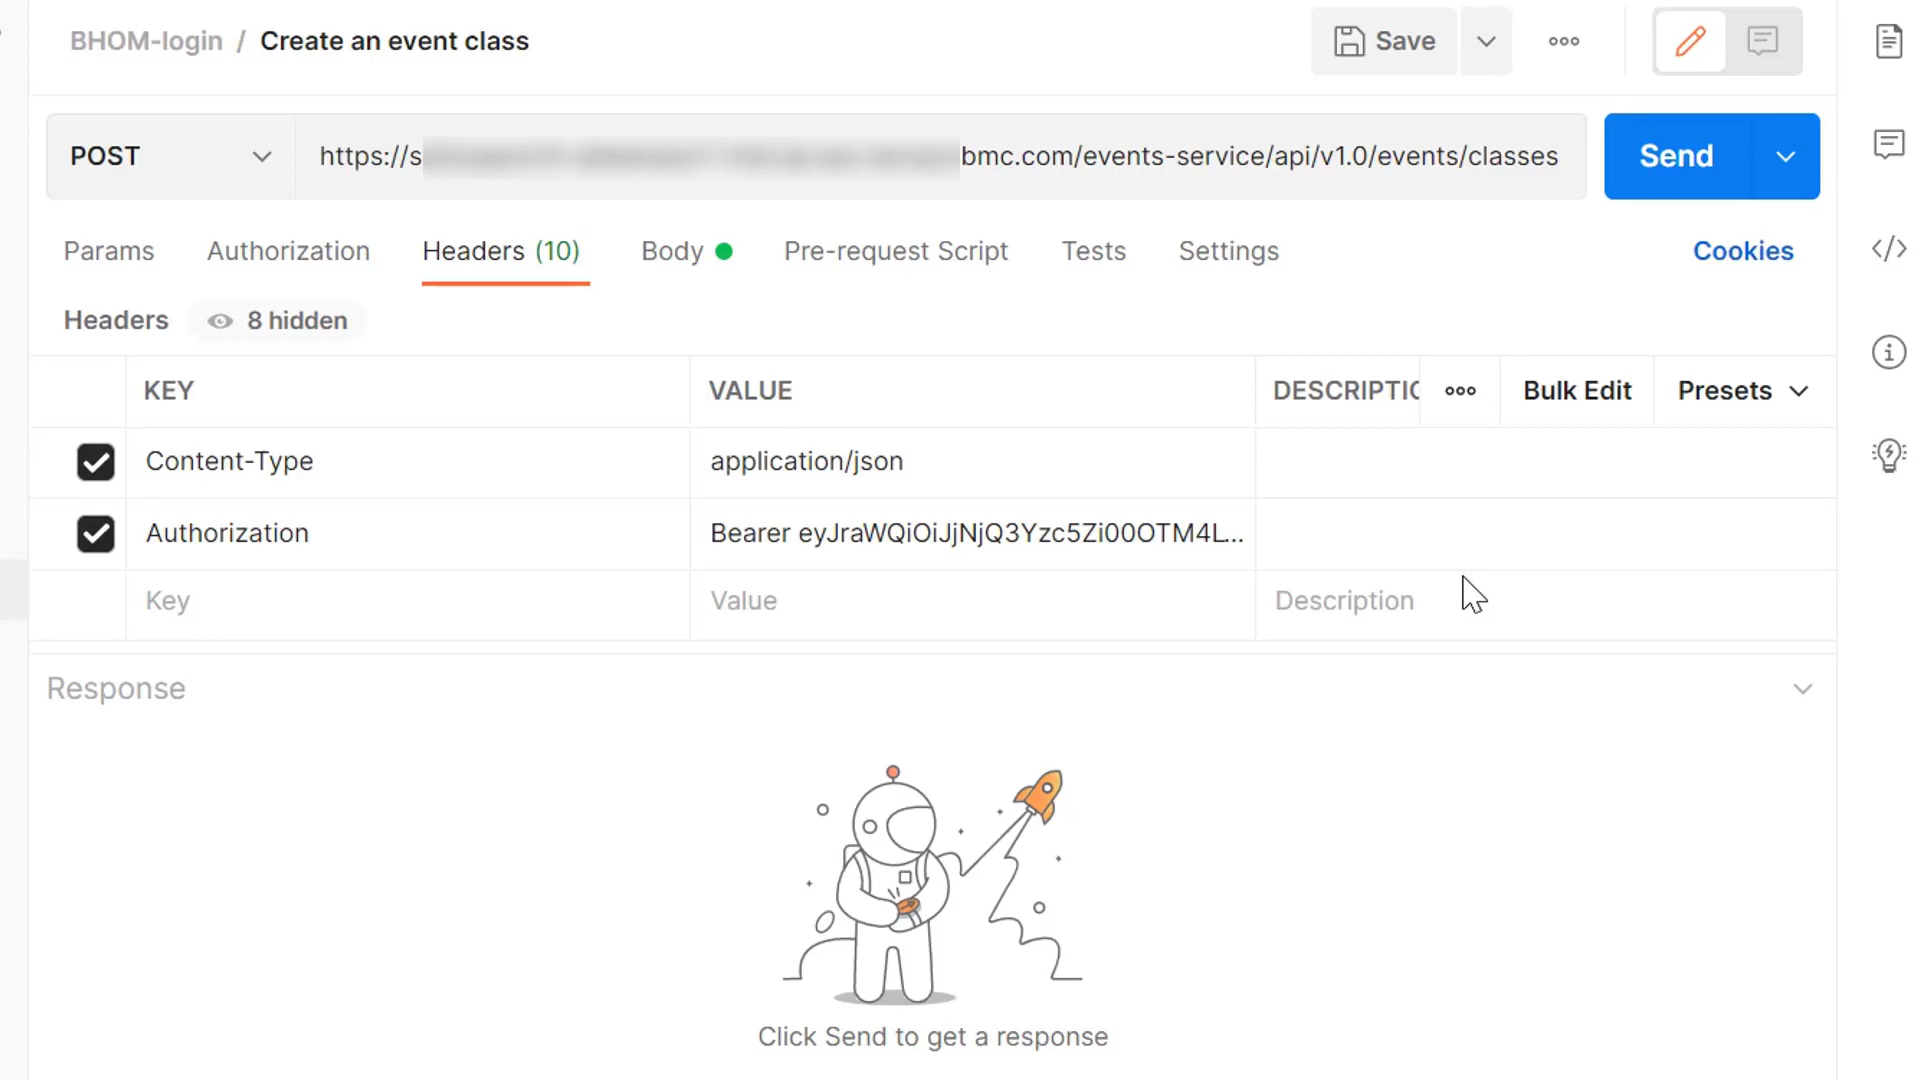 BHOM-login / Create an event class
Save
POST
https://s bmc.com/events-service/api/v1.0/events/classes
Send
Params
Authorization
Headers (10)
Body
Pre-request Script
Tests
Settings
Cookies
Headers
8 hidden
KEY
VALUE
DESCRIPTIO
Bulk Edit
Presets
Content-Type
application/json
Authorization
Bearer eyJraWQiOiJjNjQ3Yzc5Zi00OTM4L...
Key
Value
Description
Response
Click Send to get a response